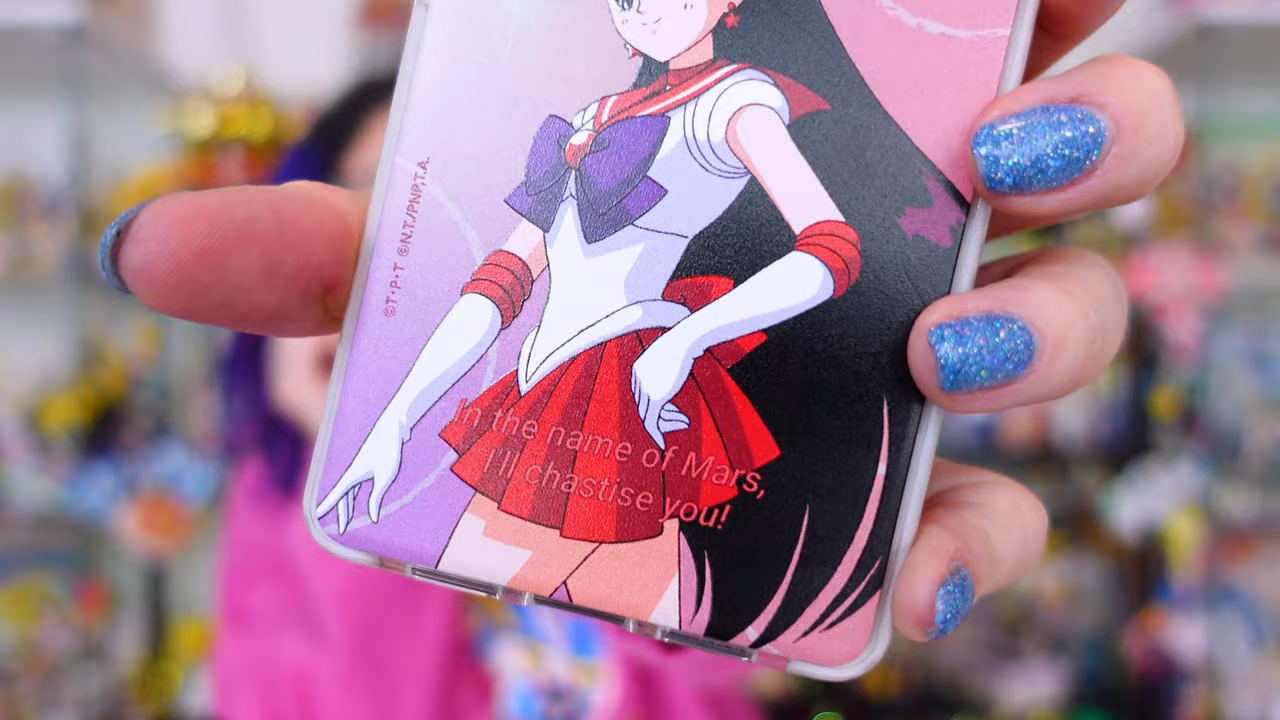 ©T・P・T ©N.T./PNP,T.A.
In the name of Mars,
I'll chastise you!